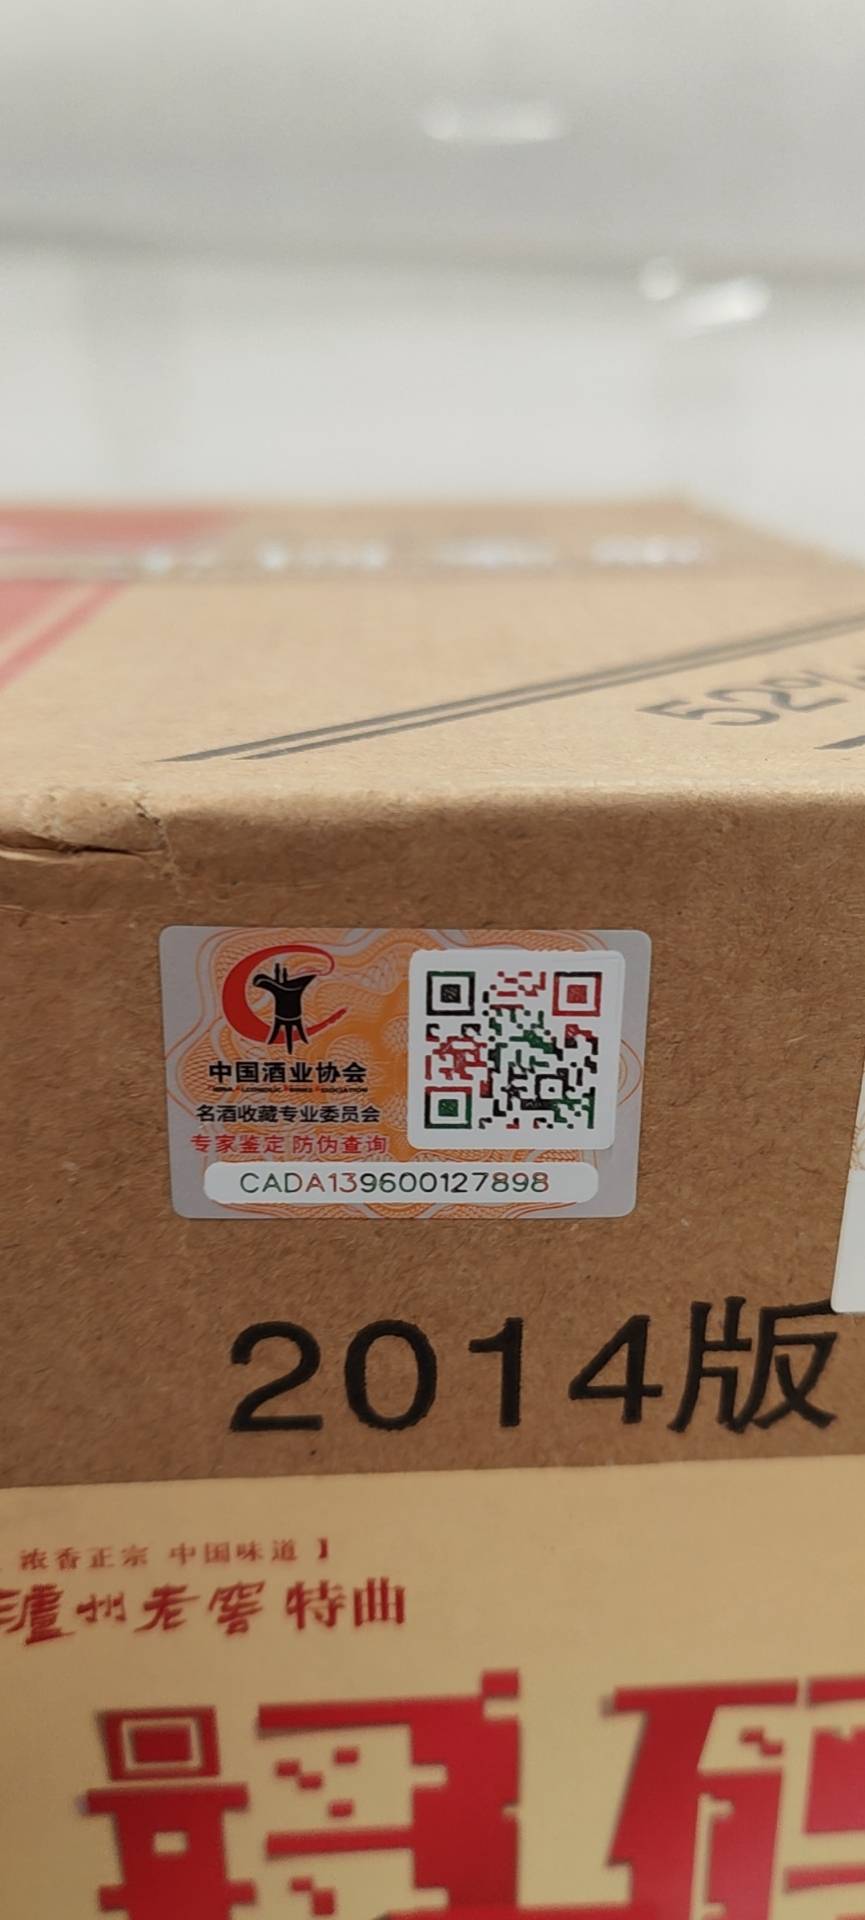 52%
中国酒业协会
名酒收藏专业委员会
专家鉴定 防伪查询
CADA139600127898
2014版
浓香正宗 中国味道】
泸州老窖 特曲